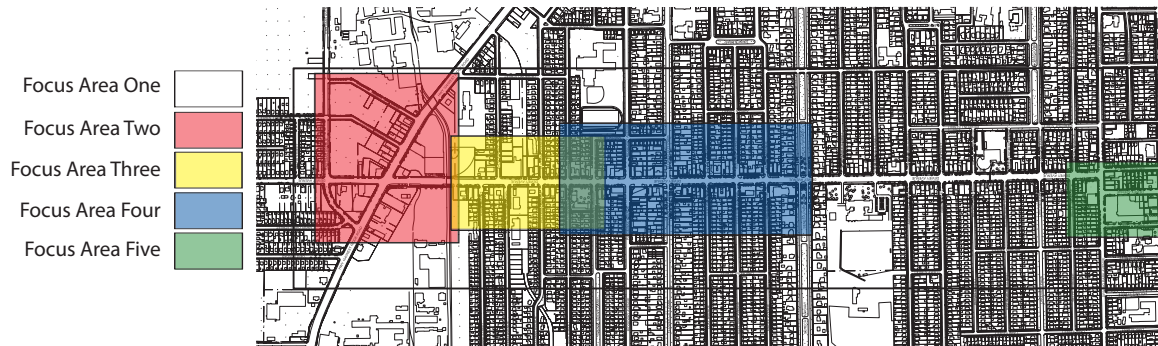 Focus Area One
Focus Area Two
Focus Area Three
Focus Area Four
Focus Area Five